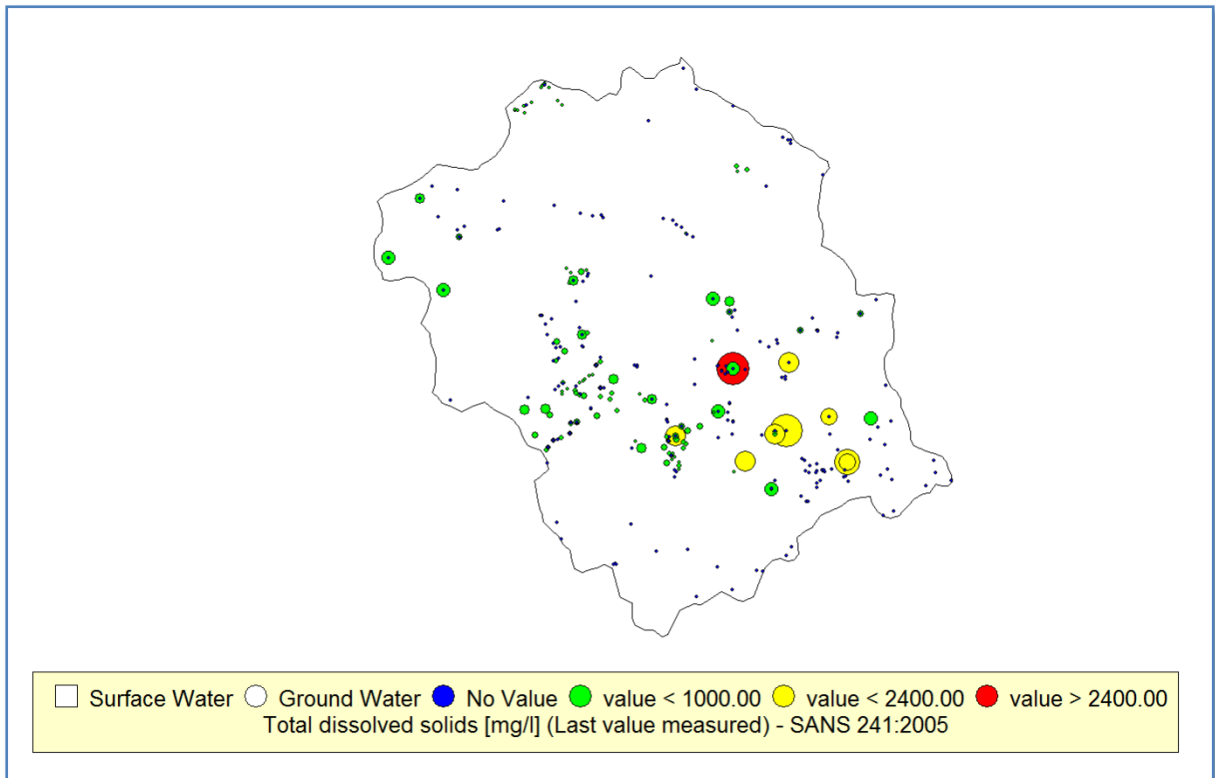 Surface Water Ground Water No Value value < 1000.00 value < 2400.00 value > 2400.00
Total dissolved solids [mg/l] (Last value measured) - SANS 241:2005